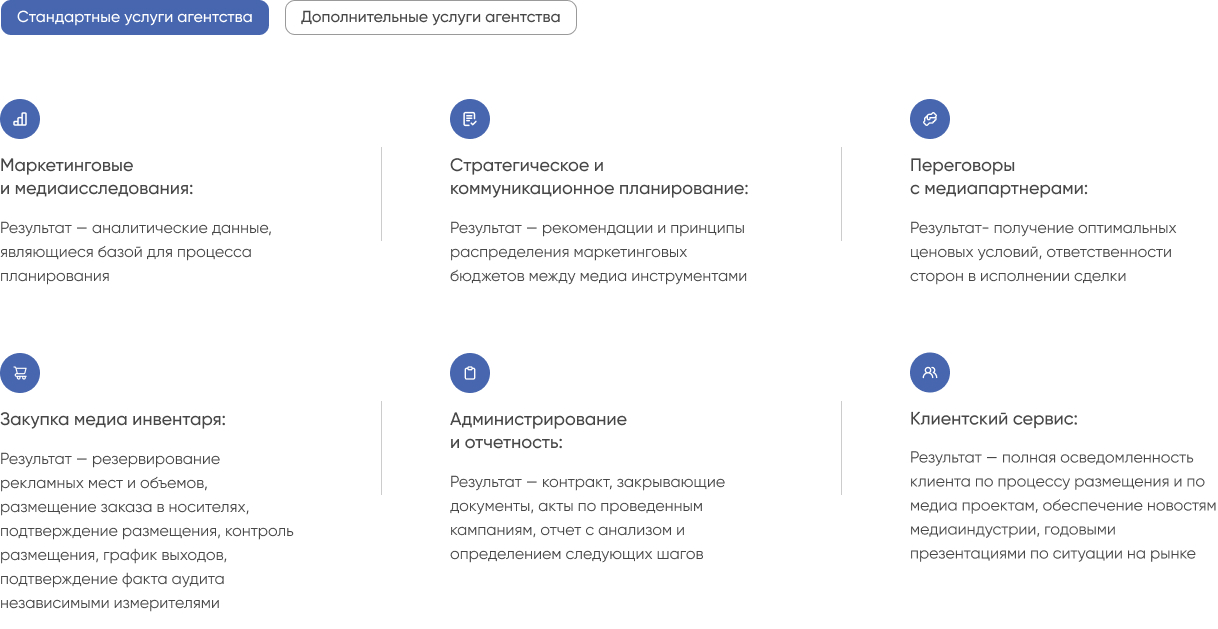 Стандартные услуги агентства
Дополнительные услуги агентства
Маркетинговые
и медиаисследования:
Результат — аналитические данные,
являющиеся базой для процесса
планирования
Стратегическое и
коммуникационное планирование:
Результат — рекомендации и принципы
распределения маркетинговых
бюджетов между медиа инструментами
Переговоры
с медиапартнерами:
Результат- получение оптимальных
ценовых условий, ответственности
сторон в исполнении сделки
Закупка медиа инвентаря:
Результат — резервирование
рекламных мест и объемов,
размещение заказа в носителях,
подтверждение размещения, контроль
размещения, график выходов,
подтверждение факта аудита
независимыми измерителями
Администрирование
и отчетность:
Результат — контракт, закрывающие
документы, акты по проведенным
кампаниям, отчет с анализом и
определением следующих шагов
Клиентский сервис:
Результат — полная осведомленность
клиента по процессу размещения и по
медиа проектам, обеспечение новостям
медиаиндустрии, годовыми
презентациями по ситуации на рынке